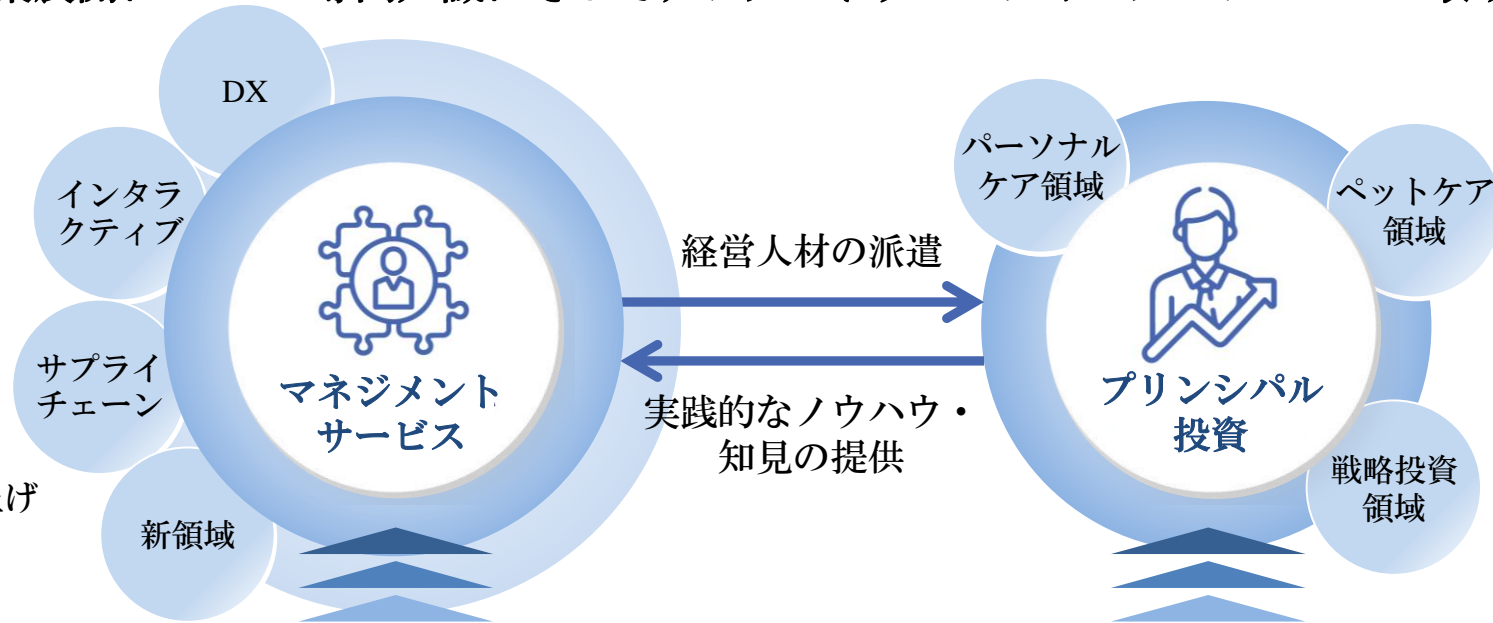 DX
インタラ
クティブ
サプライ
チェーン
新領域
げ
マネジメント
サービス
経営人材の派遣
実践的なノウハウ・
知見の提供
パーソナル
ケア領域
ペットケア
領域
プリンシパル
投資
戦略投資
領域